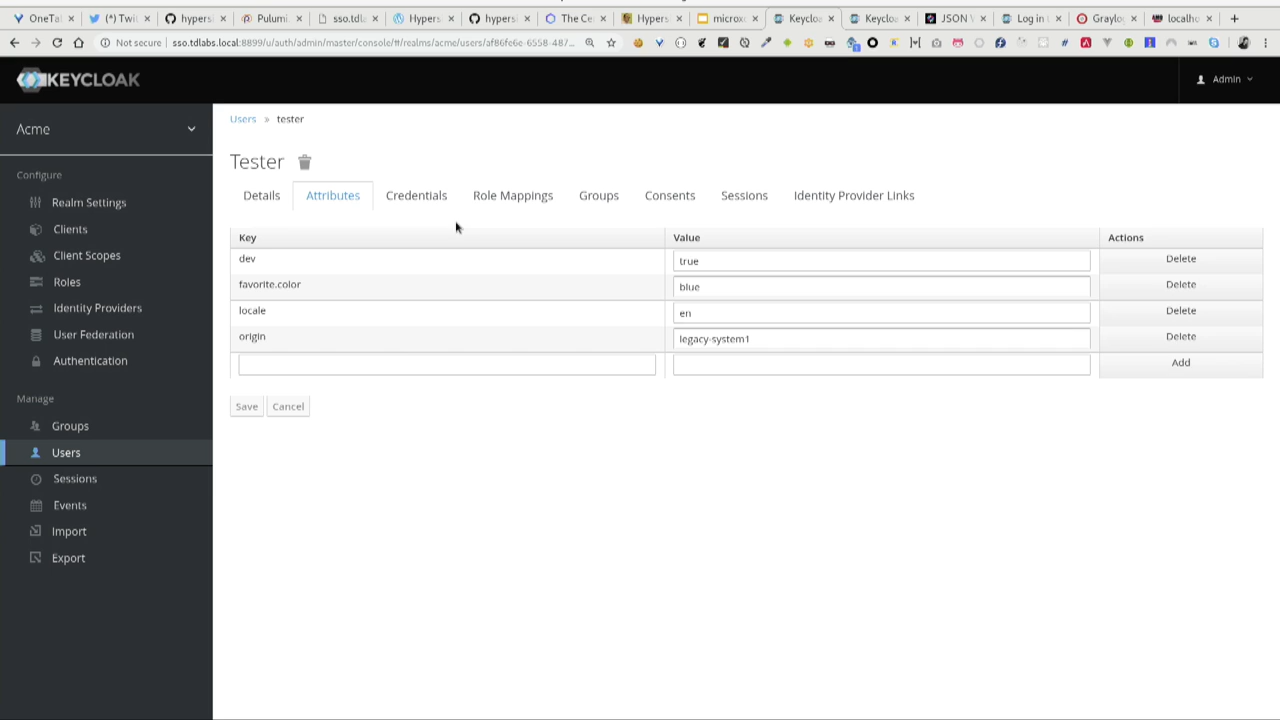 OneTa
(*) Twi
hypers
Pulumi
sso.tdl
Hypers
hypers
The Ce
Hypers
microx
Keyclo
Keyclo
JSON
Log in
Graylo
localho
Not secure | sso.tdlabs.local:8899/u/auth/admin/master/console/#/realms/acme/users/af86fe6e-6558-487...
KEYCLOAK
Admin
Acme
Configure
Realm Settings
Clients
Client Scopes
Roles
Identity Providers
User Federation
Authentication
Manage
Groups
Users
Sessions
Events
Import
Export
Users » tester
Tester
Details Attributes Credentials Role Mappings Groups Consents Sessions Identity Provider Links
Key Value Actions
dev true Delete
favorite.color blue Delete
locale en Delete
origin legacy-system1 Delete
Add
Save Cancel